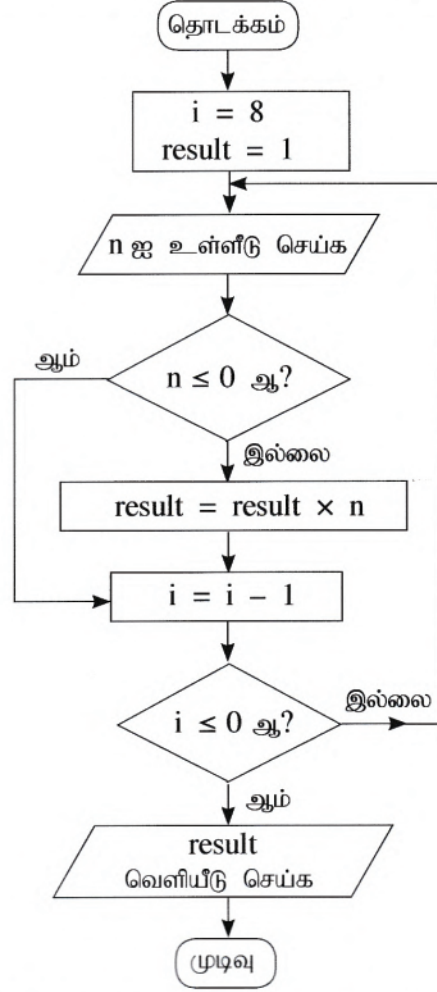 தொடக்கம்
i = 8
result = 1
n ஐ உள்ளீடு செய்க
ஆம்
n ≤ 0 ஆ?
இல்லை
result = result × n
i = i − 1
i ≤ 0 ஆ?
இல்லை
ஆம்
result
வெளியீடு செய்க
முடிவு